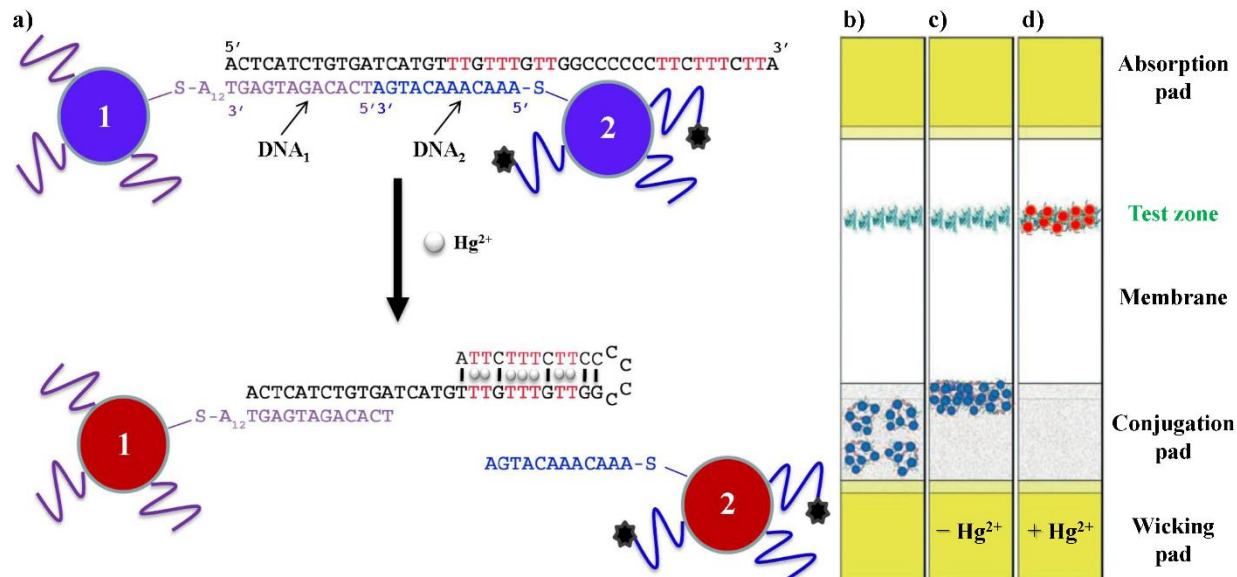 a)
5′
3′
ACTCATCTGTGATCATGTTTGTTTGTTGGCCCCCCTTCTTTCTTA
S-A12TGAGTAGACACTAGTACAAACAAA-S
3′
5′3′
5′
1
2
DNA1
DNA2
Hg2+
ATTCTTTCTTCC
C
C
C
C
ACTCATCTGTGATCATGTTTGTTTGTTGG
S-A12TGAGTAGACACT
1
AGTACAAACAAA-S
2
b)
c)
d)
Absorption
pad
Test zone
Membrane
Conjugation
pad
− Hg2+
+ Hg2+
Wicking
pad